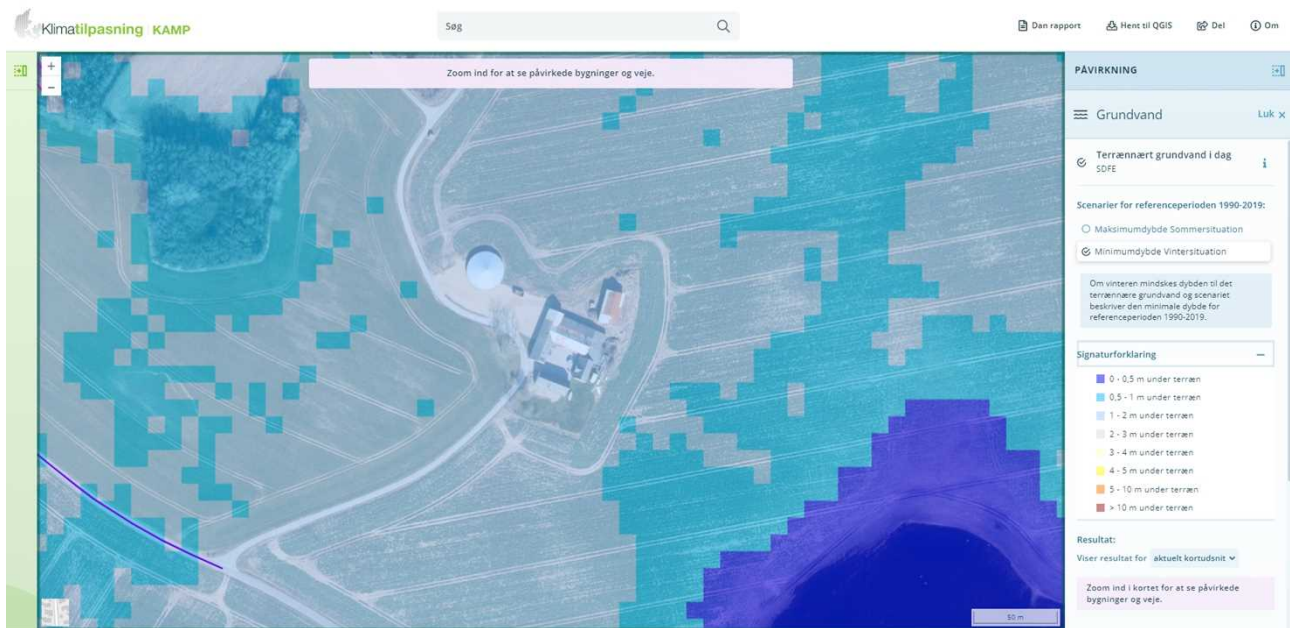 Klimatilpasning KAMP
Søg
Dan rapport
Hent til QGIS
Del
Om
Zoom ind for at se påvirkede bygninger og veje.
+
−
50 m
PÅVIRKNING
Grundvand
Luk ×
Terrænnært grundvand i dag
SDFE
Scenarier for referenceperioden 1990-2019:
Maksimumdybde Sommersituation
Minimumdybde Vintersituation
Om vinteren mindskes dybden til det
terrænnære grundvand og scenariet
beskriver den minimale dybde for
referenceperioden 1990-2019.
Signaturforklaring −
0 - 0,5 m under terræn
0,5 - 1 m under terræn
1 - 2 m under terræn
2 - 3 m under terræn
3 - 4 m under terræn
4 - 5 m under terræn
5 - 10 m under terræn
> 10 m under terræn
Resultat:
Viser resultat for aktuelt kortudsnit
Zoom ind i kortet for at se påvirkede
bygninger og veje.